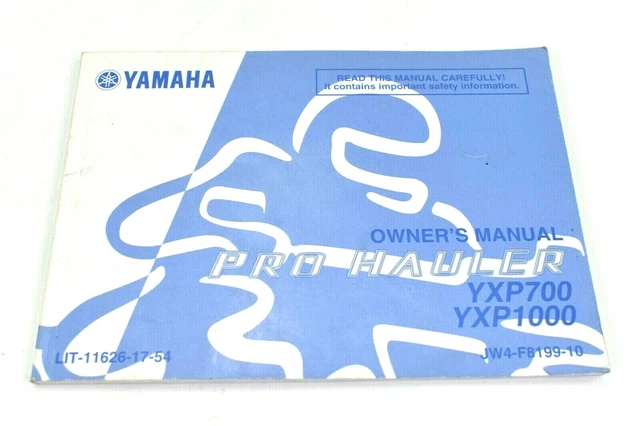 YAMAHA
READ THIS MANUAL CAREFULLY!
It contains important safety information.
OWNER'S MANUAL
PRO HAULER
YXP700
YXP1000
LIT-11626-17-54
JW4-F8199-10